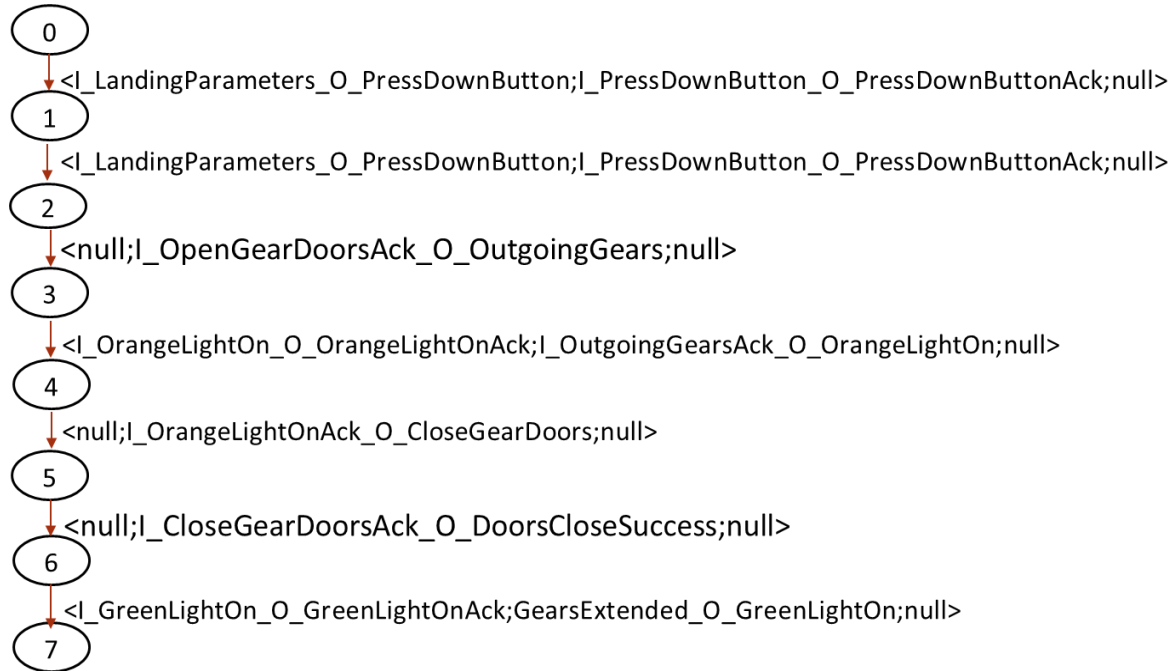 0
<I_LandingParameters_O_PressDownButton;I_PressDownButton_O_PressDownButtonAck;null>
1
<I_LandingParameters_O_PressDownButton;I_PressDownButton_O_PressDownButtonAck;null>
2
<null;I_OpenGearDoorsAck_O_OutgoingGears;null>
3
<I_OrangeLightOn_O_OrangeLightOnAck;I_OutgoingGearsAck_O_OrangeLightOn;null>
4
<null;I_OrangeLightOnAck_O_CloseGearDoors;null>
5
<null;I_CloseGearDoorsAck_O_DoorsCloseSuccess;null>
6
<I_GreenLightOn_O_GreenLightOnAck;GearsExtended_O_GreenLightOn;null>
7